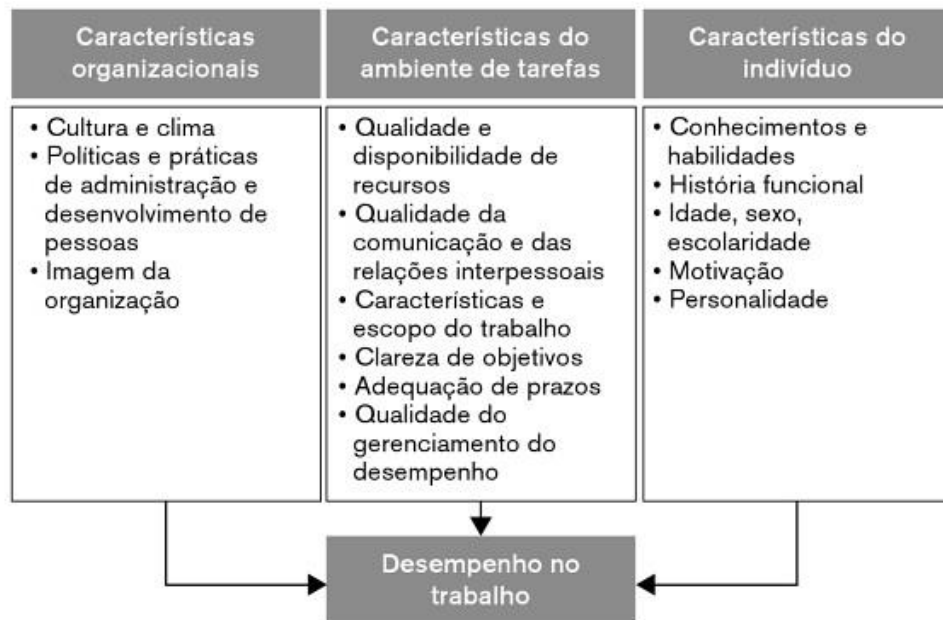 Características
organizacionais
• Cultura e clima
• Políticas e práticas
de administração e
desenvolvimento de
pessoas
• Imagem da
organização
Características do
ambiente de tarefas
• Qualidade e
disponibilidade de
recursos
• Qualidade da
comunicação e das
relações interpessoais
• Características e
escopo do trabalho
• Clareza de objetivos
• Adequação de prazos
• Qualidade do
gerenciamento do
desempenho
Características do
indivíduo
• Conhecimentos e
habilidades
• História funcional
• Idade, sexo,
escolaridade
• Motivação
• Personalidade
Desempenho no
trabalho